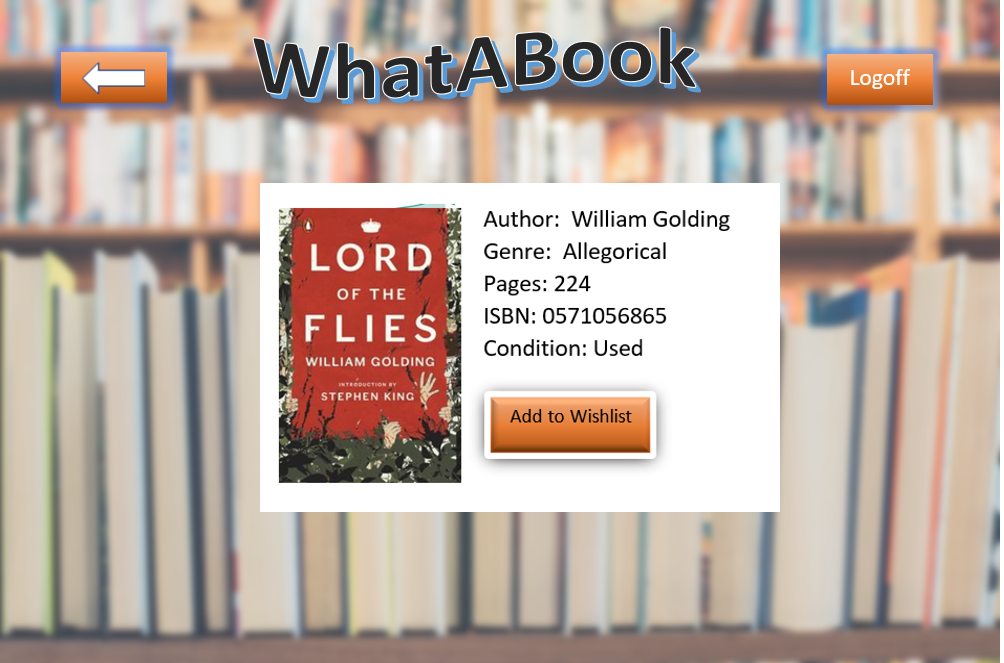 WhatABook
Logoff
LORD
OF THE
FLIES
WILLIAM GOLDING
INTRODUCTION BY
STEPHEN KING
Author:  William Golding
Genre:  Allegorical
Pages: 224
ISBN: 0571056865
Condition: Used
Add to Wishlist